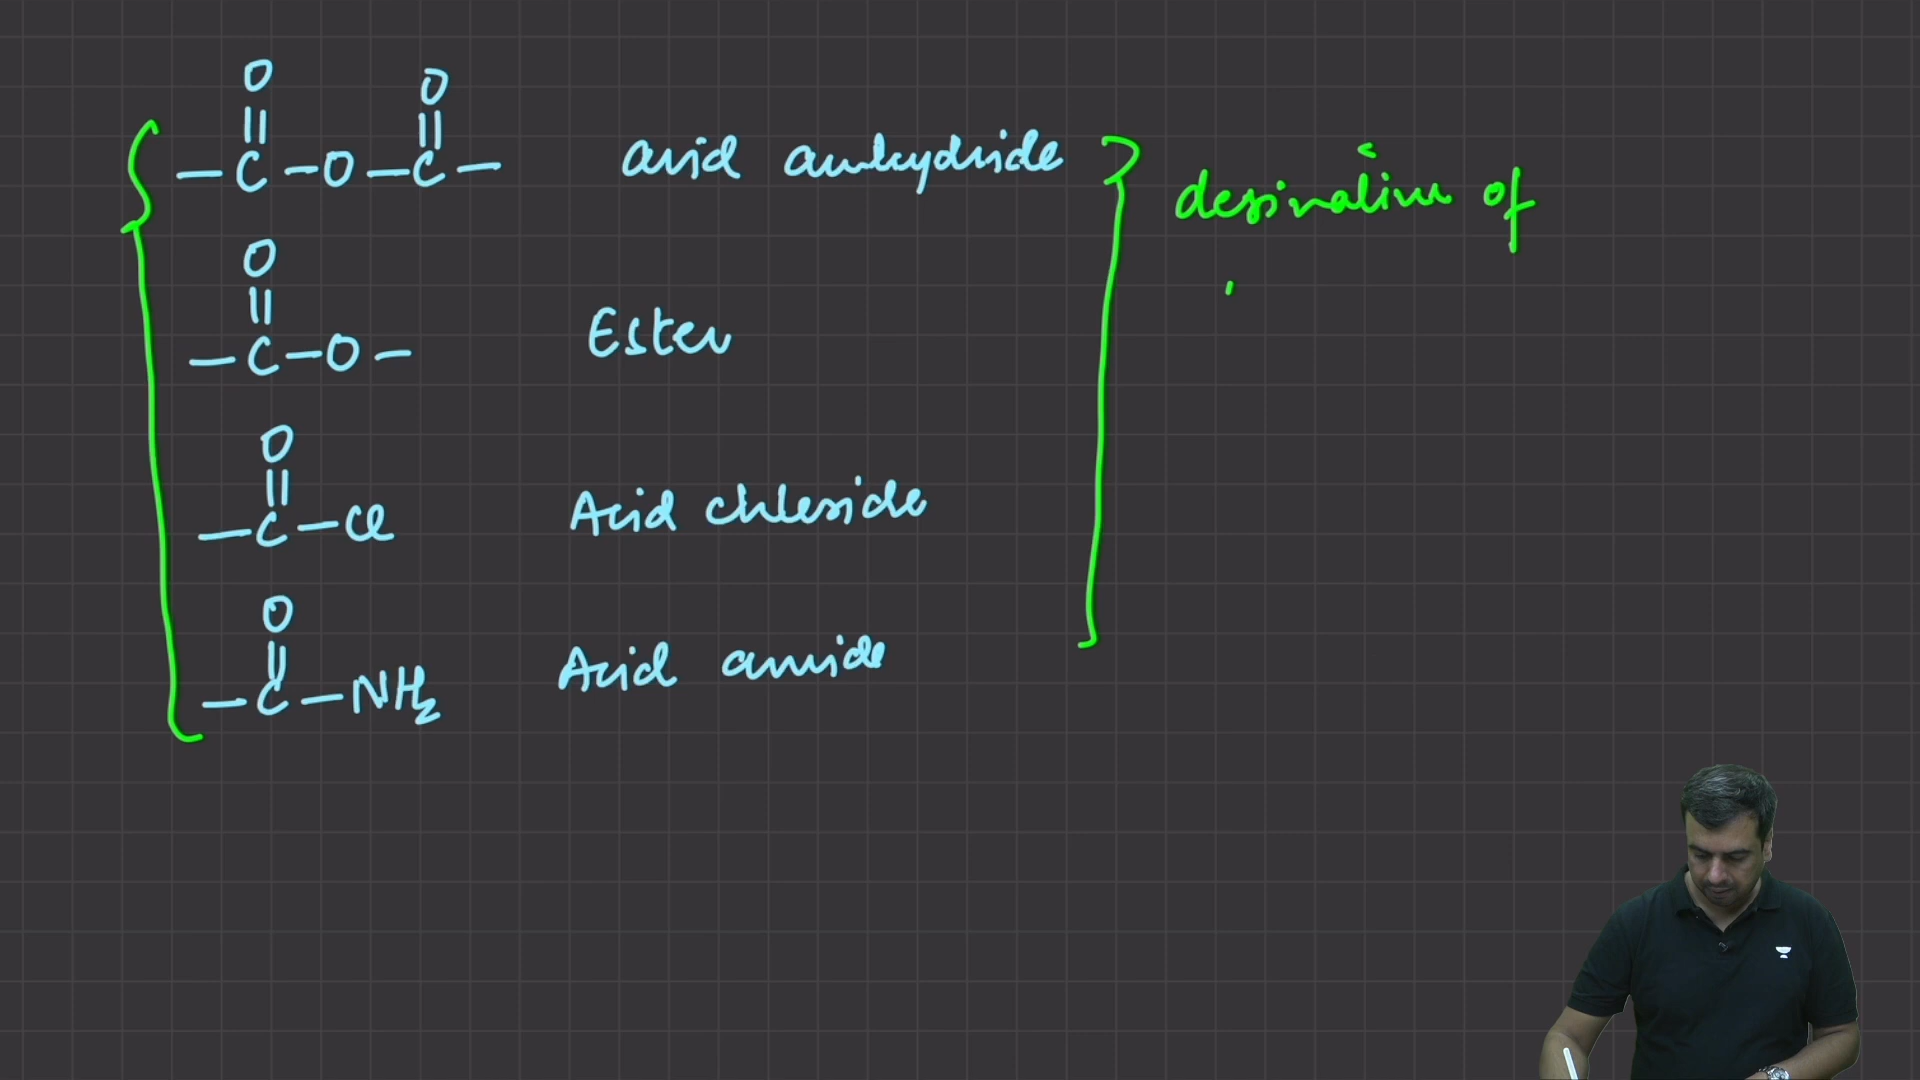 O O
|| ||
— C — O — C — acid anhydride
derivative of
O
||
— C — O — Ester
O
||
— C — Cl Acid chloride
O
||
— C — NH₂ Acid amide